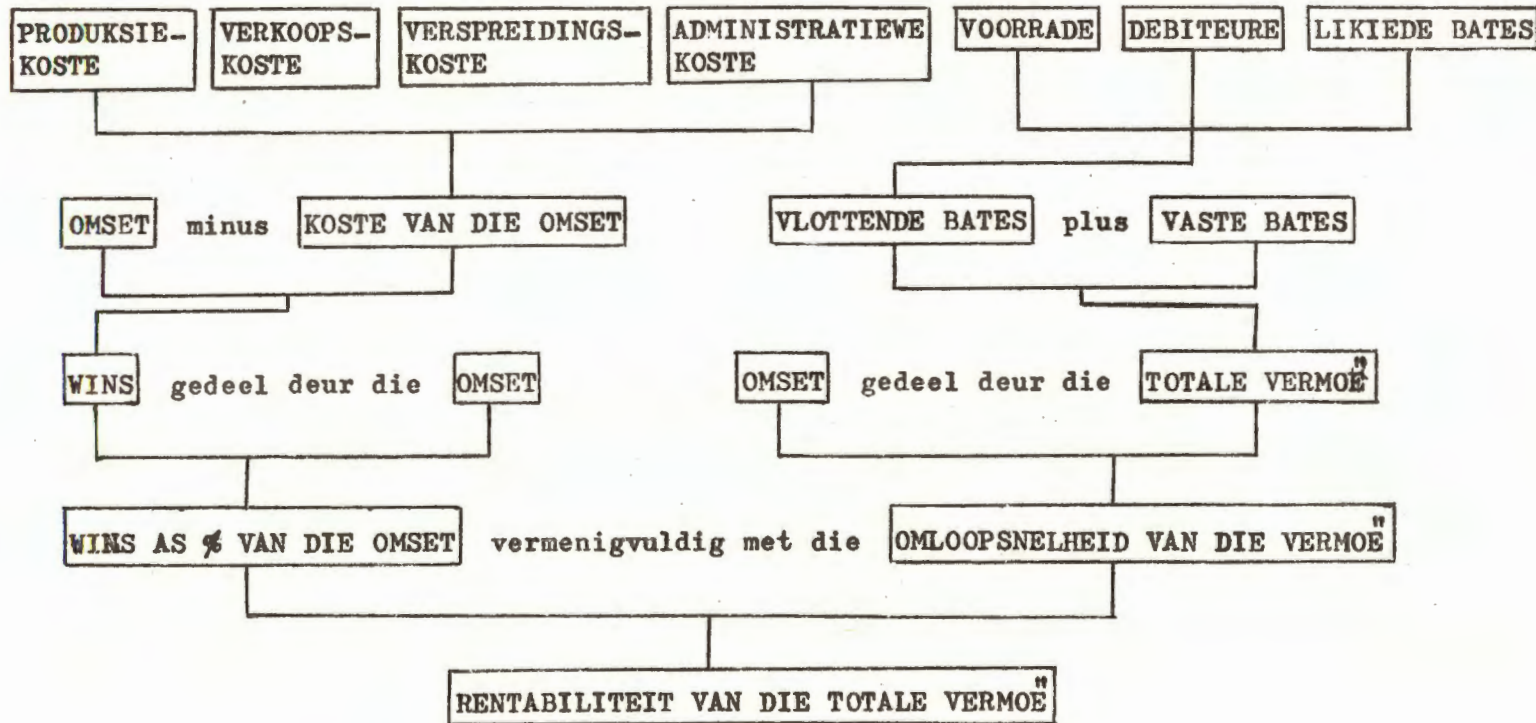 PRODUKSIE-
KOSTE
VERKOOPS-
KOSTE
VERSPREIDINGS-
KOSTE
ADMINISTRATIEWE
KOSTE
VOORRADE
DEBITEURE
LIKIEDE BATES
OMSET minus KOSTE VAN DIE OMSET
VLOTTENDE BATES plus VASTE BATES
WINS gedeel deur die OMSET
OMSET gedeel deur die TOTALE VERMOË
WINS AS % VAN DIE OMSET vermenigvuldig met die OMLOOPSNELHEID VAN DIE VERMOË
RENTABILITEIT VAN DIE TOTALE VERMOË